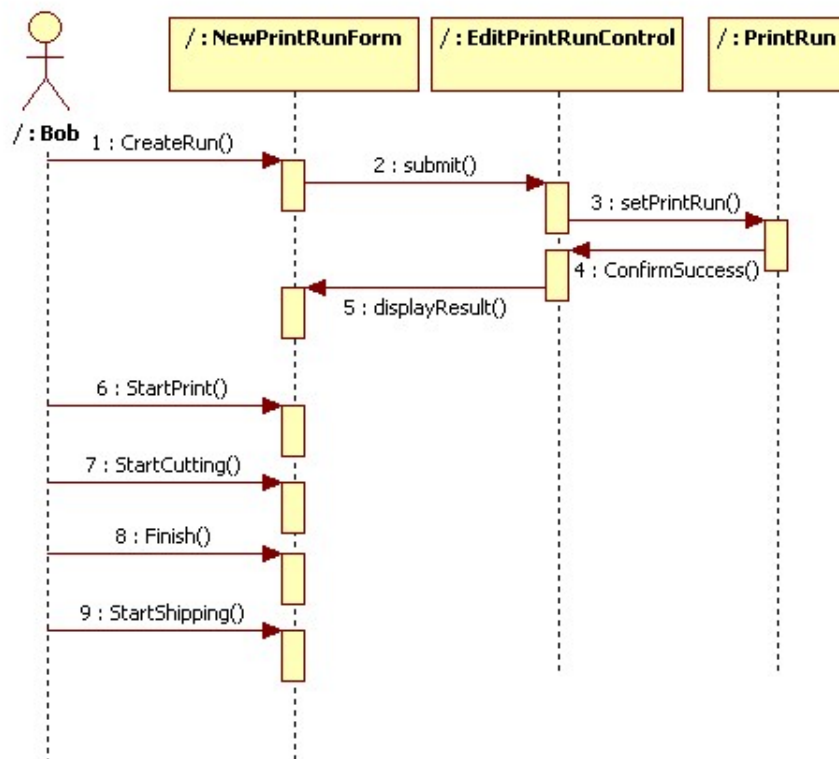 / : NewPrintRunForm
/ : EditPrintRunControl
/ : PrintRun
/ : Bob
1 : CreateRun()
2 : submit()
3 : setPrintRun()
4 : ConfirmSuccess()
5 : displayResult()
6 : StartPrint()
7 : StartCutting()
8 : Finish()
9 : StartShipping()